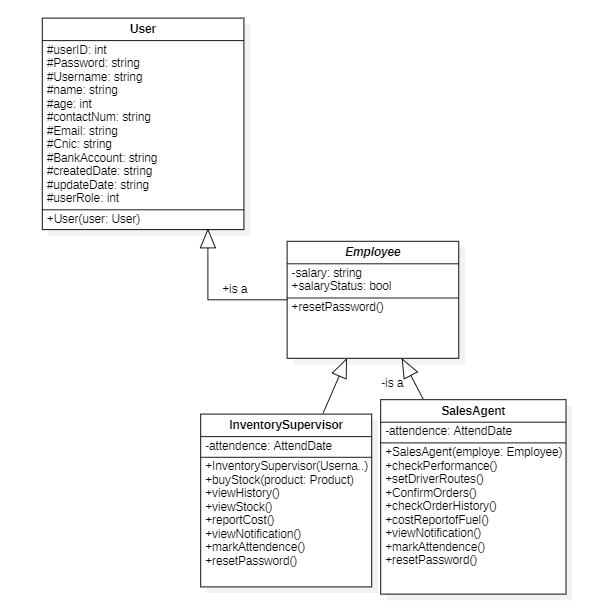 User
#userID: int
#Password: string
#Username: string
#name: string
#age: int
#contactNum: string
#Email: string
#Cnic: string
#BankAccount: string
#createdDate: string
#updateDate: string
#userRole: int
+User(user: User)
+is a
Employee
-salary: string
+salaryStatus: bool
+resetPassword()
-is a
InventorySupervisor
-attendence: AttendDate
+InventorySupervisor(Userna..)
+buyStock(product: Product)
+viewHistory()
+viewStock()
+reportCost()
+viewNotification()
+markAttendence()
+resetPassword()
SalesAgent
-attendence: AttendDate
+SalesAgent(employe: Employee)
+checkPerformance()
+setDriverRoutes()
+ConfirmOrders()
+checkOrderHistory()
+costReportofFuel()
+viewNotification()
+markAttendence()
+resetPassword()